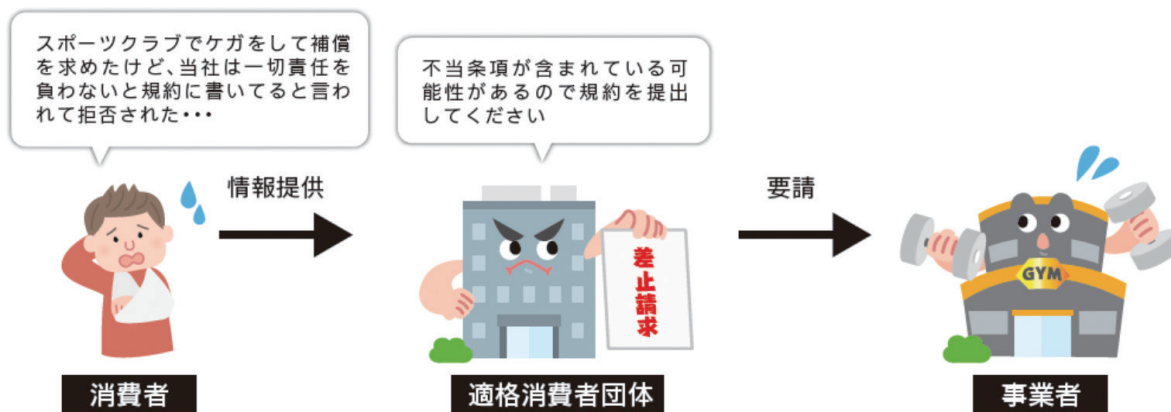 スポーツクラブでケガをして補償
を求めたけど、当社は一切責任を
負わないと規約に書いてると言わ
れて拒否された・・・
不当条項が含まれている可
能性があるので規約を提出
してください
情報提供
要請
差止請求
GYM
消費者
適格消費者団体
事業者